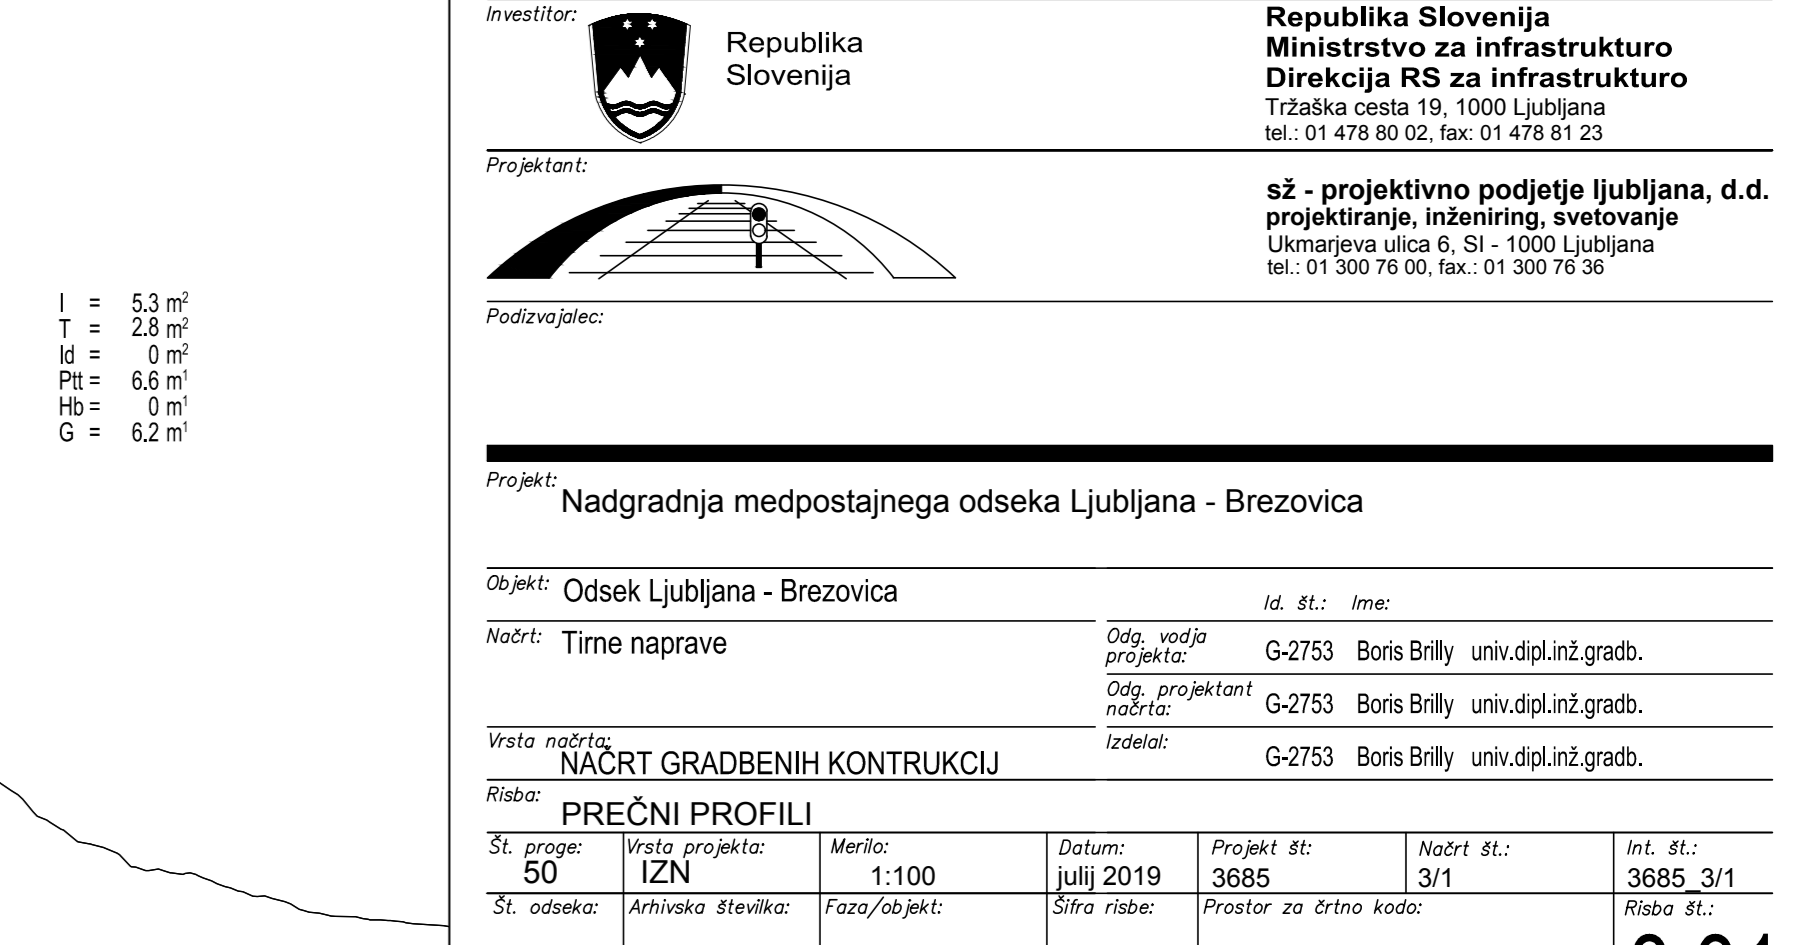 I = 5.3 m²
T = 2.8 m²
Id = 0 m²
Ptt = 6.6 m¹
Hb = 0 m¹
G = 6.2 m¹
Investitor:
Republika
Slovenija
Republika Slovenija
Ministrstvo za infrastrukturo
Direkcija RS za infrastrukturo
Tržaška cesta 19, 1000 Ljubljana
tel.: 01 478 80 02, fax: 01 478 81 23
Projektant:
sž - projektivno podjetje ljubljana, d.d.
projektiranje, inženiring, svetovanje
Ukmarjeva ulica 6, SI - 1000 Ljubljana
tel.: 01 300 76 00, fax.: 01 300 76 36
Podizvajalec:
Projekt: Nadgradnja medpostajnega odseka Ljubljana - Brezovica
Objekt: Odsek Ljubljana - Brezovica
Id. št.: Ime:
Načrt: Tirne naprave
Odg. vodja
projekta: G-2753 Boris Brilly univ.dipl.inž.gradb.
Odg. projektant
načrta: G-2753 Boris Brilly univ.dipl.inž.gradb.
Vrsta načrta: NAČRT GRADBENIH KONTRUKCIJ
Izdelal: G-2753 Boris Brilly univ.dipl.inž.gradb.
Risba: PREČNI PROFILI
Št. proge: Vrsta projekta: Merilo: Datum: Projekt št: Načrt št.: Int. št.:
50 IZN 1:100 julij 2019 3685 3/1 3685_3/1
Št. odseka: Arhivska številka: Faza/objekt: Šifra risbe: Prostor za črtno kodo: Risba št.: